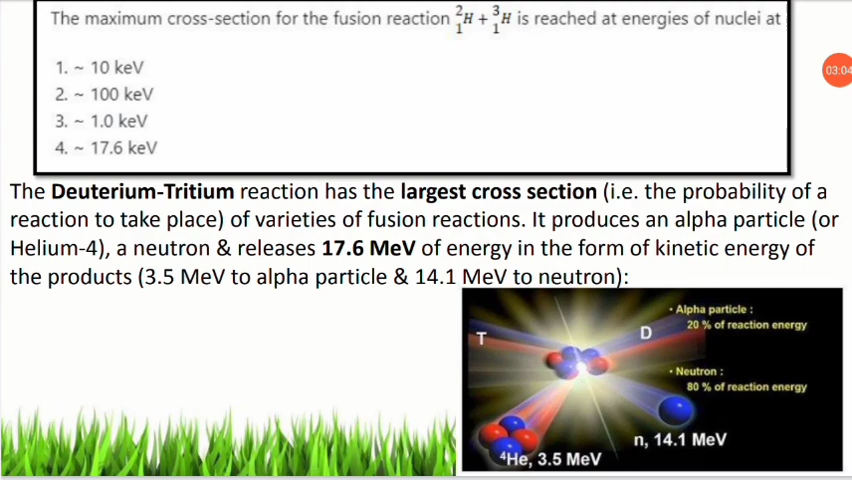 The maximum cross-section for the fusion reaction ²₁H + ³₁H is reached at energies of nuclei at
1. ~ 10 keV
2. ~ 100 keV
3. ~ 1.0 keV
4. ~ 17.6 keV
03:04
The Deuterium-Tritium reaction has the largest cross section (i.e. the probability of a
reaction to take place) of varieties of fusion reactions. It produces an alpha particle (or
Helium-4), a neutron & releases 17.6 MeV of energy in the form of kinetic energy of
the products (3.5 MeV to alpha particle & 14.1 MeV to neutron):
• Alpha particle :
20 % of reaction energy
T
D
• Neutron :
80 % of reaction energy
n, 14.1 MeV
⁴He, 3.5 MeV